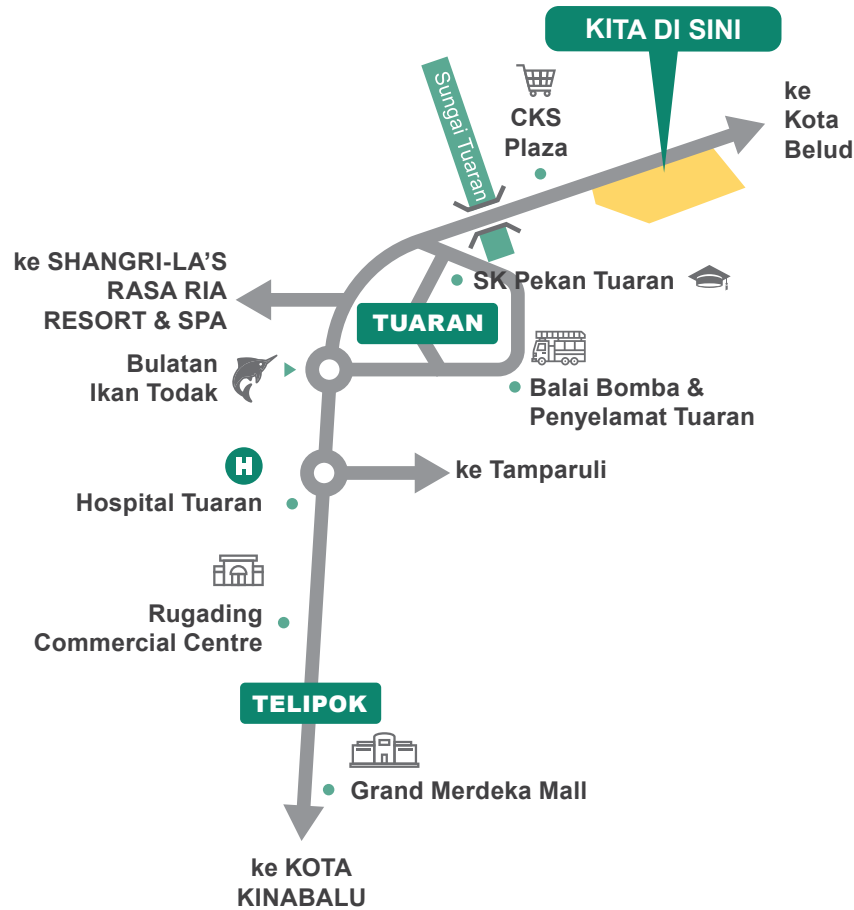 KITA DI SINI
ke
Kota
Belud
Sungai Tuaran
CKS
Plaza
ke SHANGRI-LA'S
RASA RIA
RESORT & SPA
SK Pekan Tuaran
TUARAN
Bulatan
Ikan Todak
Balai Bomba &
Penyelamat Tuaran
H
ke Tamparuli
Hospital Tuaran
Rugading
Commercial Centre
TELIPOK
Grand Merdeka Mall
ke KOTA
KINABALU